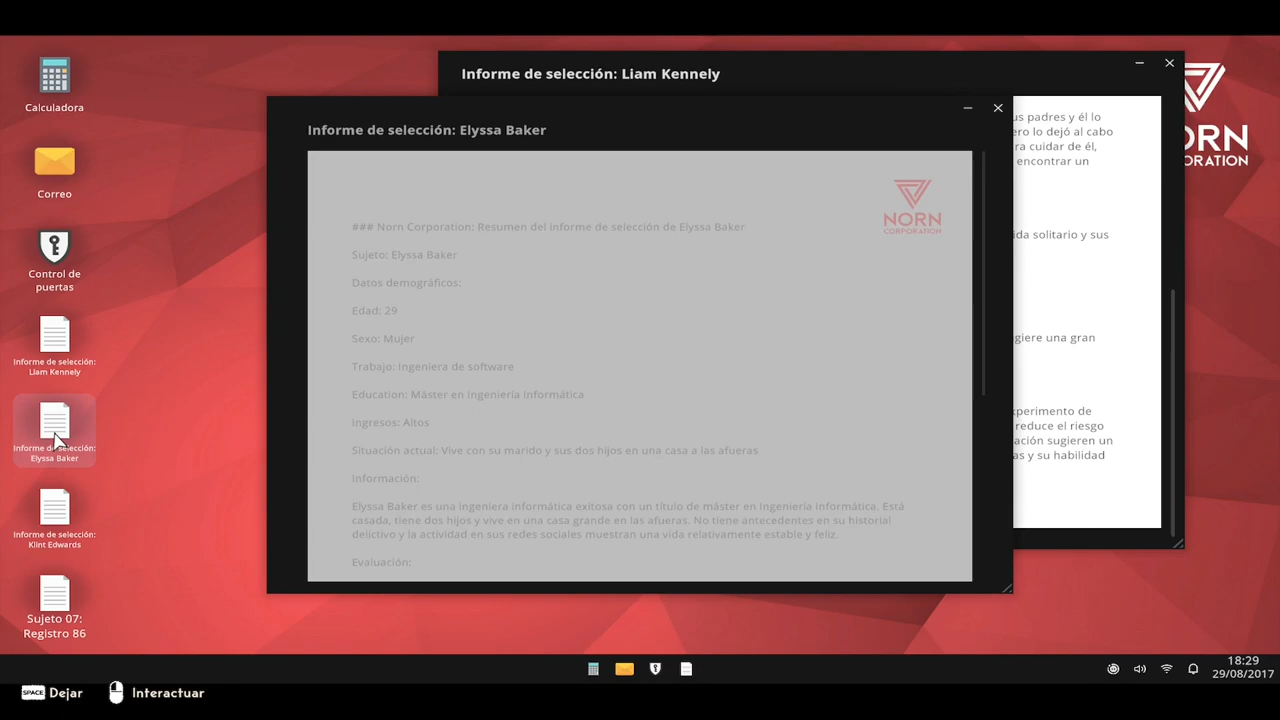 Calculadora
Correo
Control de
puertas
Informe de selección:
Liam Kennely
Informe de selección:
Elyssa Baker
Informe de selección:
Klint Edwards
Sujeto 07:
Registro 86
Informe de selección: Liam Kennely
us padres y él lo
ero lo dejó al cabo
ra cuidar de él,
encontrar un
ida solitario y sus
giere una gran
xperimento de
reduce el riesgo
ación sugieren un
as y su habilidad
ORN
CORPORATION
Informe de selección: Elyssa Baker
NORN
CORPORATION
### Norn Corporation: Resumen del informe de selección de Elyssa Baker
Sujeto: Elyssa Baker
Datos demográficos:
Edad: 29
Sexo: Mujer
Trabajo: Ingeniera de software
Education: Máster en Ingeniería Informática
Ingresos: Altos
Situación actual: Vive con su marido y sus dos hijos en una casa a las afueras
Información:
Elyssa Baker es una ingeniera informática exitosa con un título de máster en Ingeniería Informática. Está
casada, tiene dos hijos y vive en una casa grande en las afueras. No tiene antecedentes en su historial
delictivo y la actividad en sus redes sociales muestran una vida relativamente estable y feliz.
Evaluación:
18:29
29/08/2017
SPACE Dejar
Interactuar